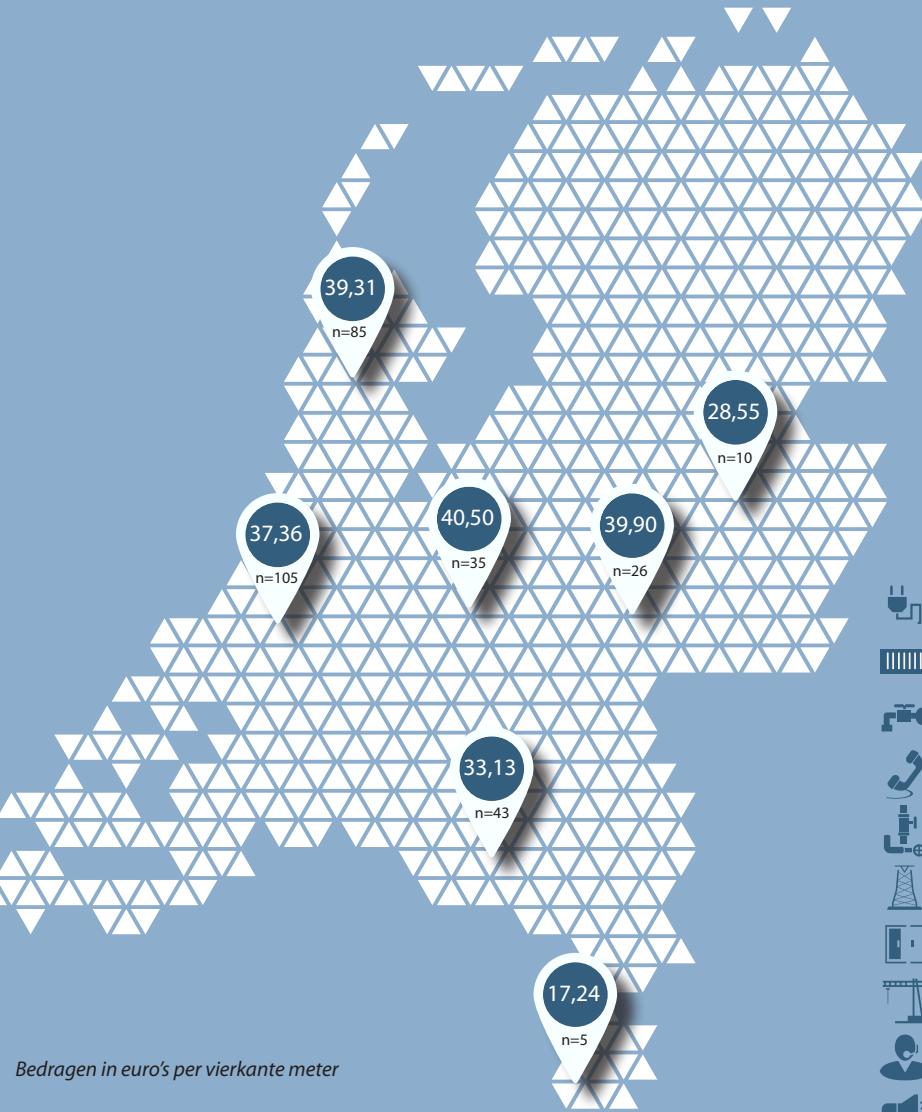 39,31
n=85
28,55
n=10
37,36
n=105
40,50
n=35
39,90
n=26
33,13
n=43
17,24
n=5
Bedragen in euro's per vierkante meter